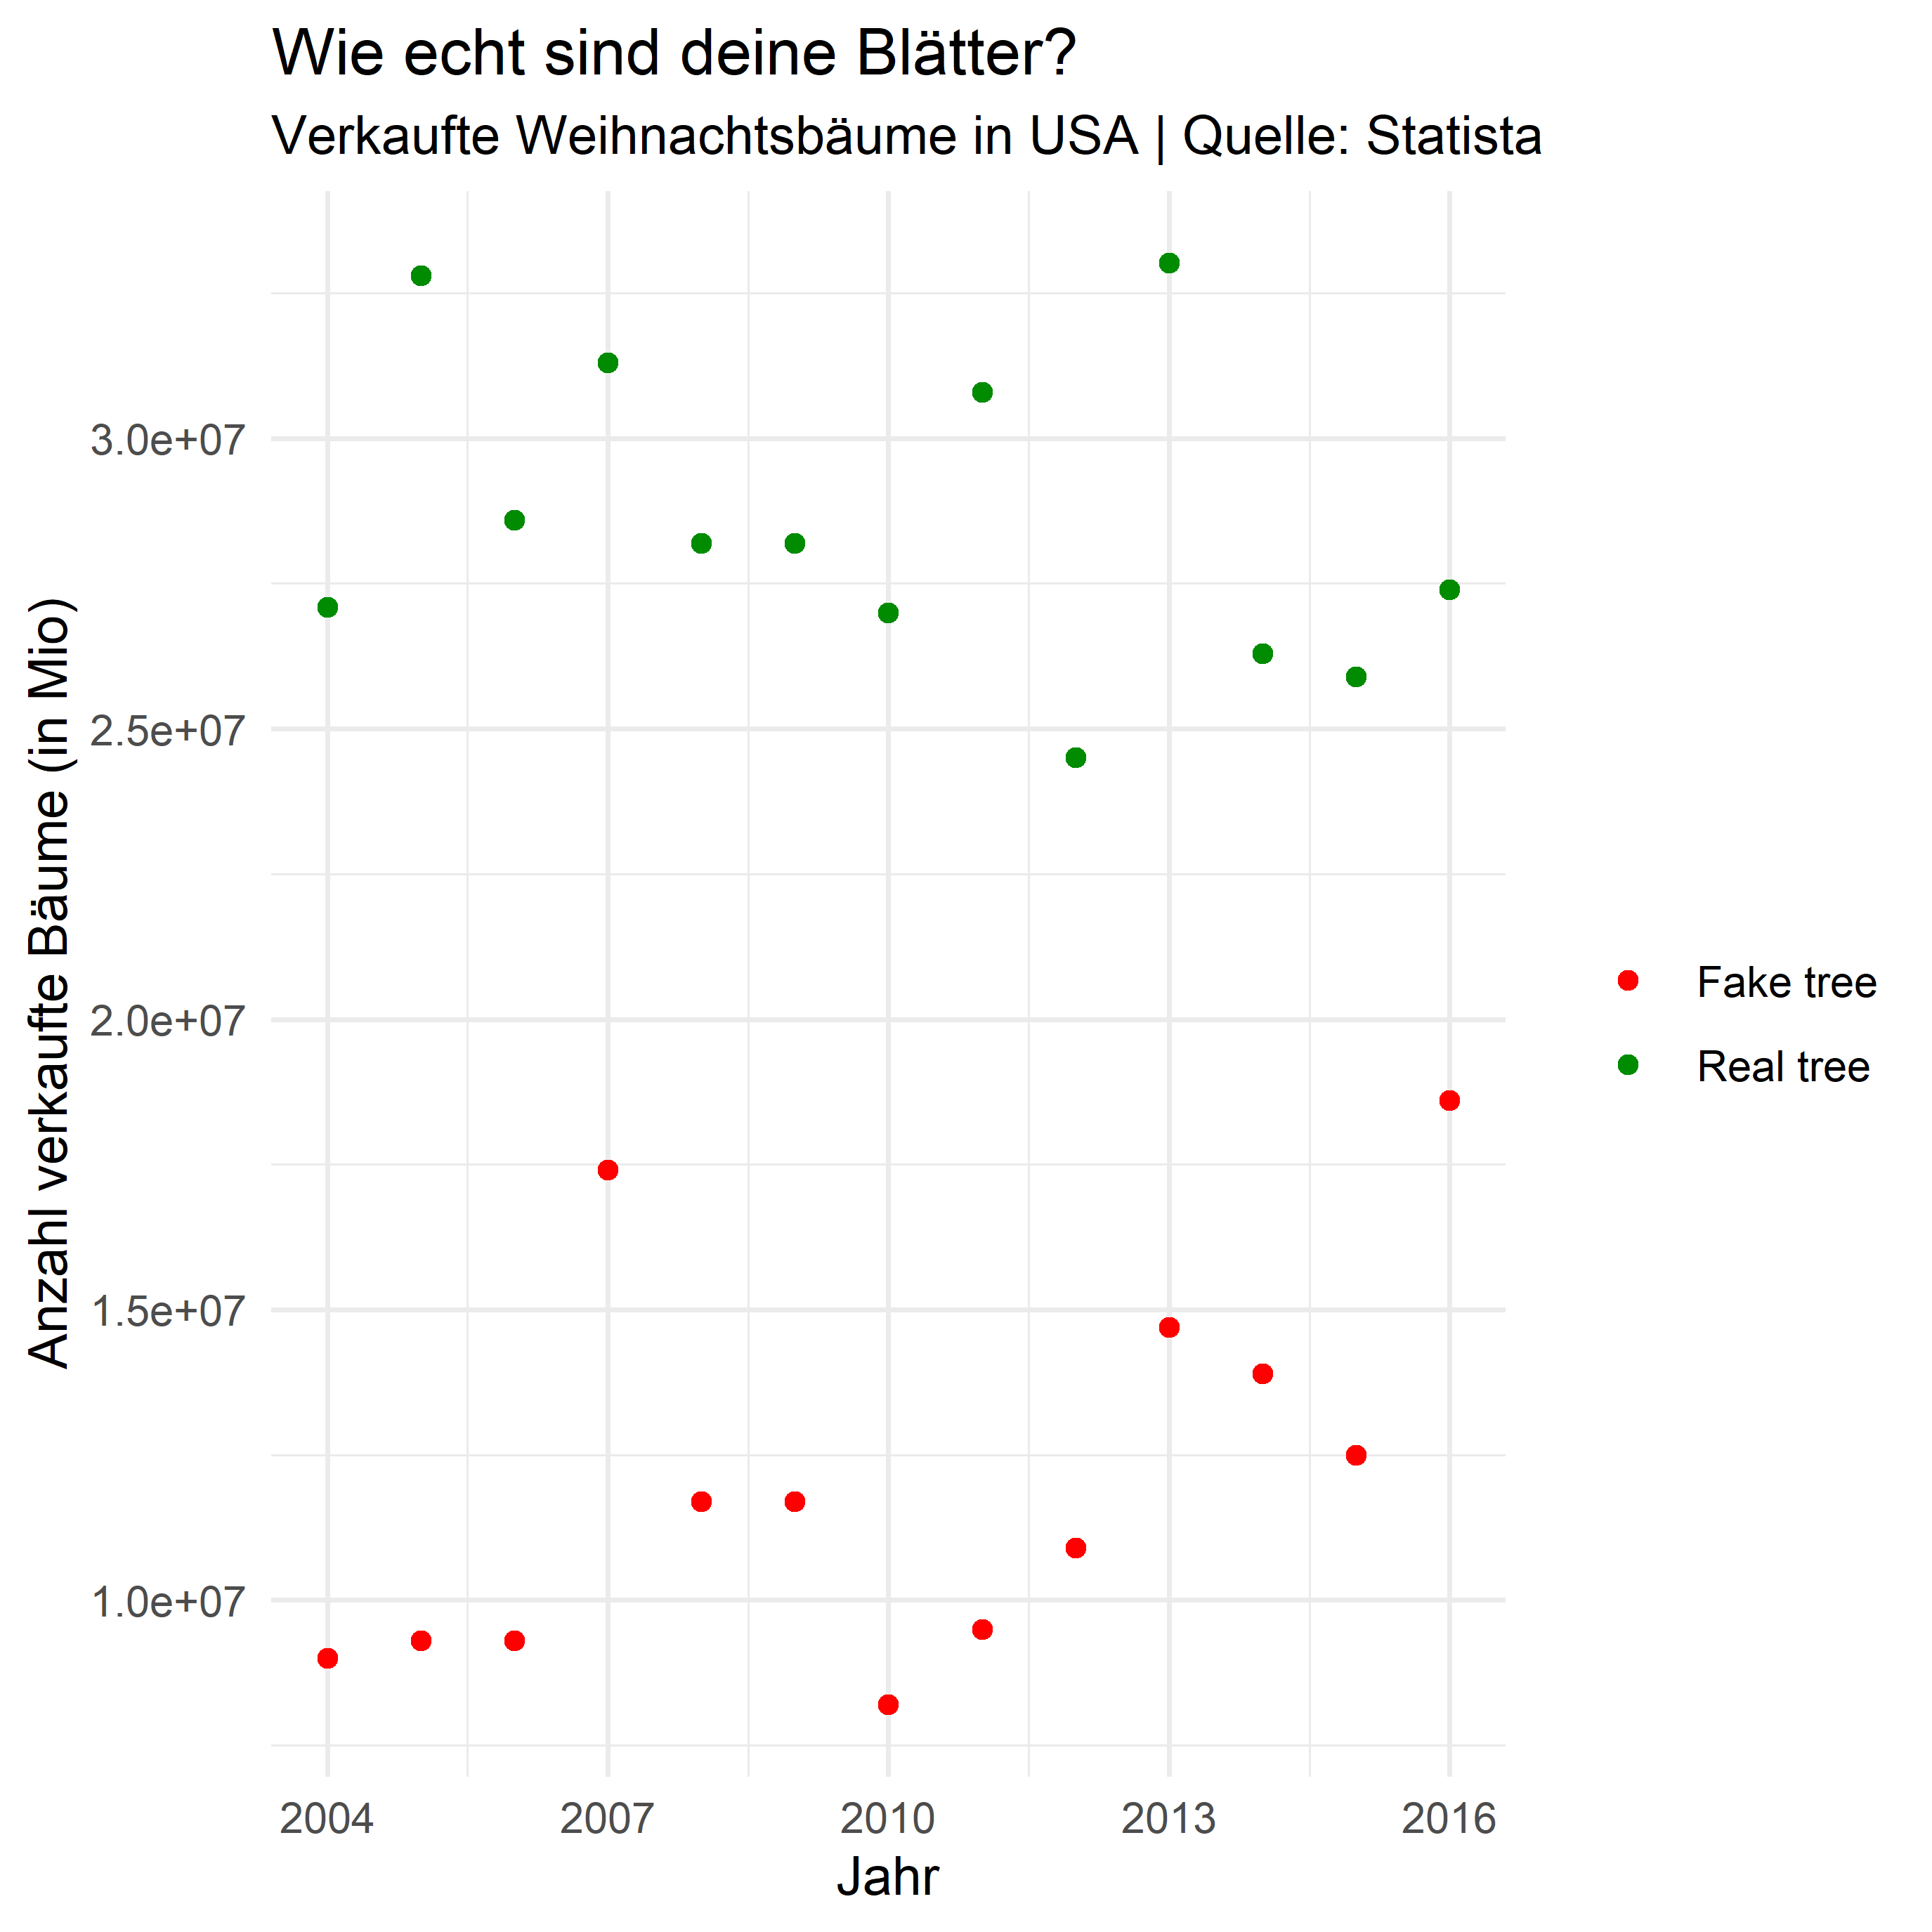 Wie echt sind deine Blätter?
Verkaufte Weihnachtsbäume in USA | Quelle: Statista
Anzahl verkaufte Bäume (in Mio)
3.0e+07
2.5e+07
2.0e+07
1.5e+07
1.0e+07
Fake tree
Real tree
2004 2007 2010 2013 2016
Jahr